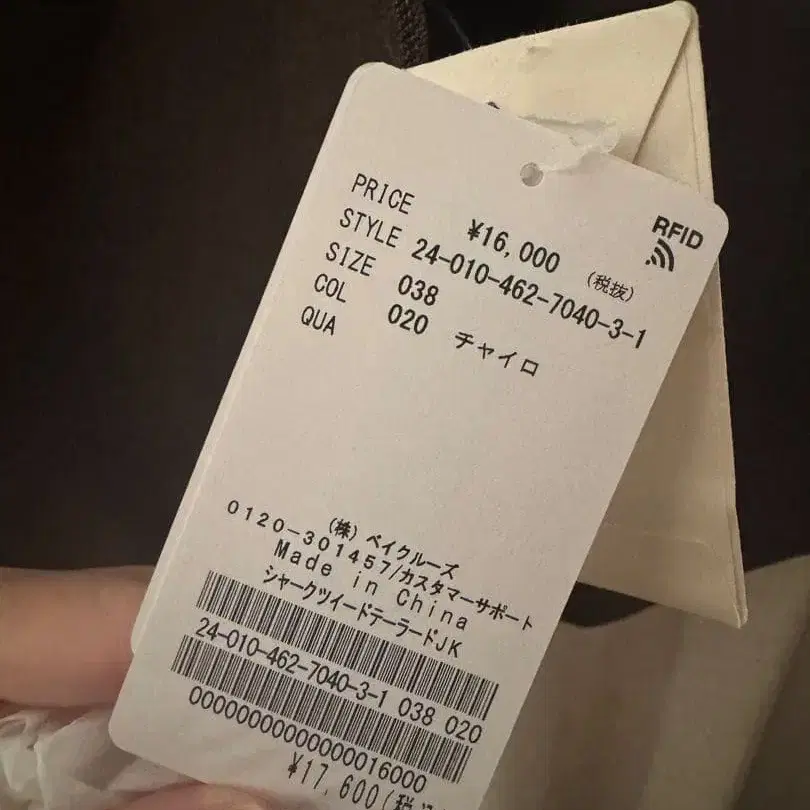 RFID
PRICE ¥16,000 (税抜)
STYLE 24-010-462-7040-3-1
SIZE 038
COL 020 チャイロ
QUA
(株) ベイクルーズ
0120-301457/カスタマーサポート
Made in China
シャークツイードテーラードJK
24-010-462-7040-3-1 038 020
0000000000000016000
¥17,600(税